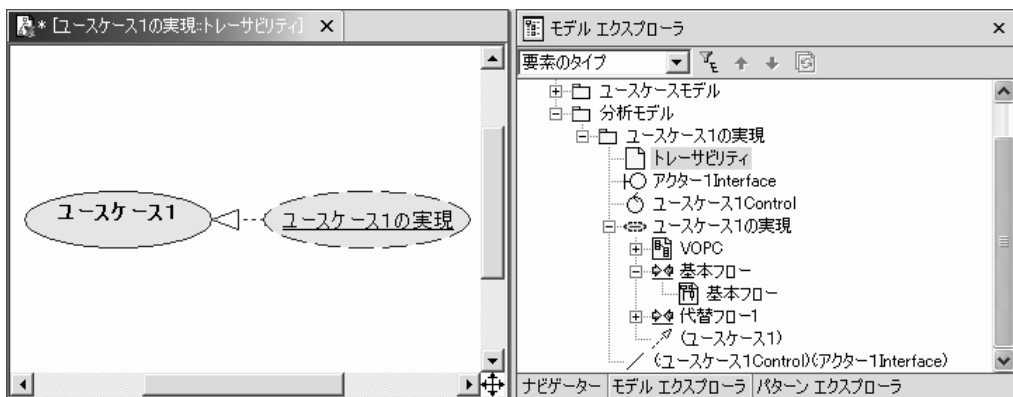 * [ユースケース1の実現::トレーサビリティ]
ユースケース1
ユースケース1の実現
モデル エクスプローラ
要素のタイプ
ユースケースモデル
分析モデル
ユースケース1の実現
トレーサビリティ
アクター1Interface
ユースケース1Control
ユースケース1の実現
VOPC
基本フロー
基本フロー
代替フロー1
(ユースケース1)
(ユースケース1Control)(アクター1Interface)
ナビゲーター モデル エクスプローラ パターン エクスプローラ